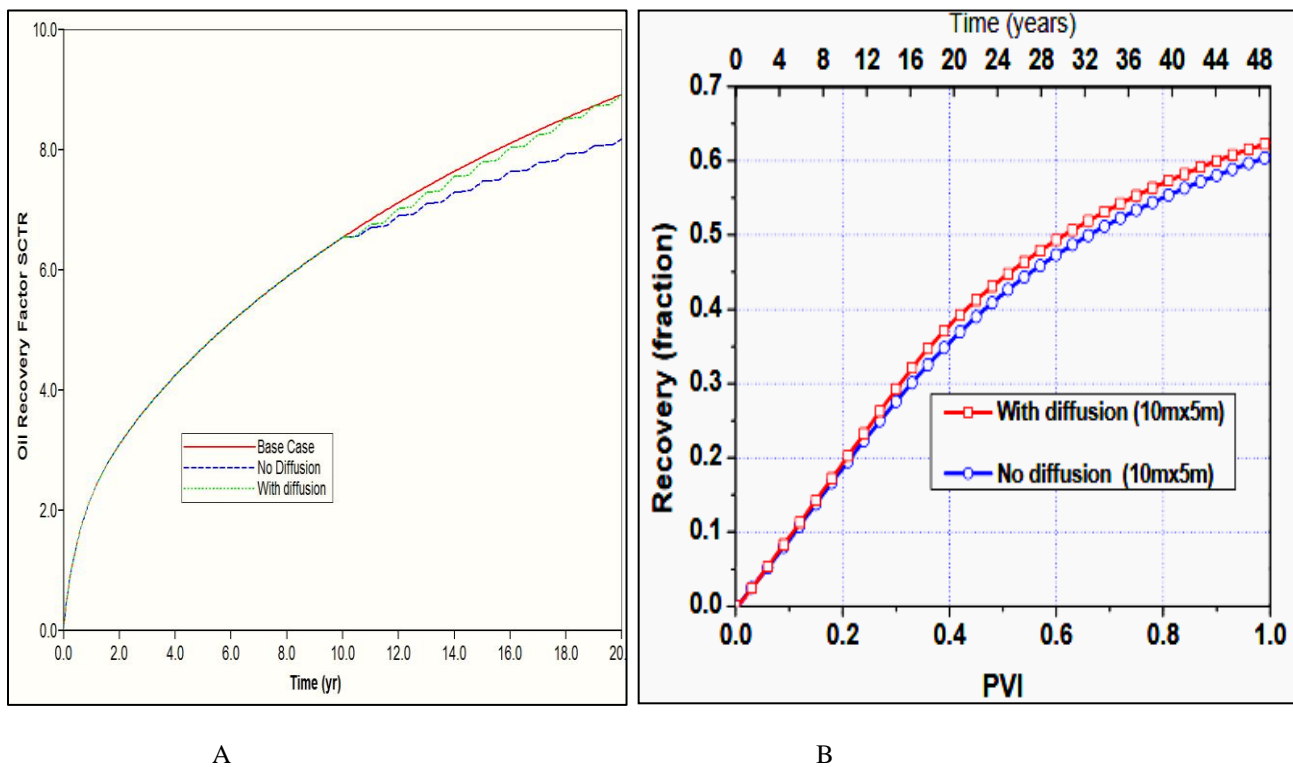 10.0
8.0
6.0
4.0
2.0
0.0
Oil Recovery Factor SCTR
Base Case
No Diffusion
With diffusion
0.0 2.0 4.0 6.0 8.0 10.0 12.0 14.0 16.0 18.0 20.
Time (yr)
A
Time (years)
0 4 8 12 16 20 24 28 32 36 40 44 48
0.7
0.6
0.5
0.4
0.3
0.2
0.1
0.0
Recovery (fraction)
With diffusion (10mx5m)
No diffusion (10mx5m)
0.0 0.2 0.4 0.6 0.8 1.0
PVI
B